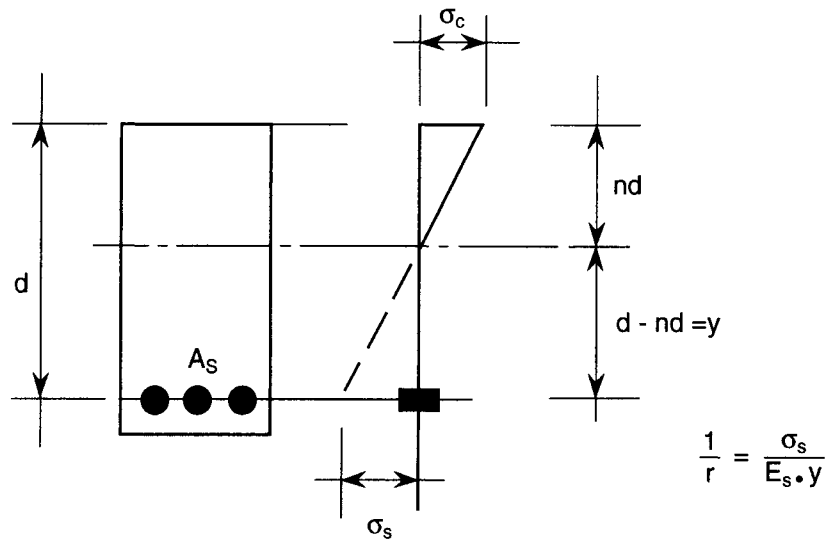 σc
nd
d
d - nd =y
AS
1/r = σs/Es•y
σs